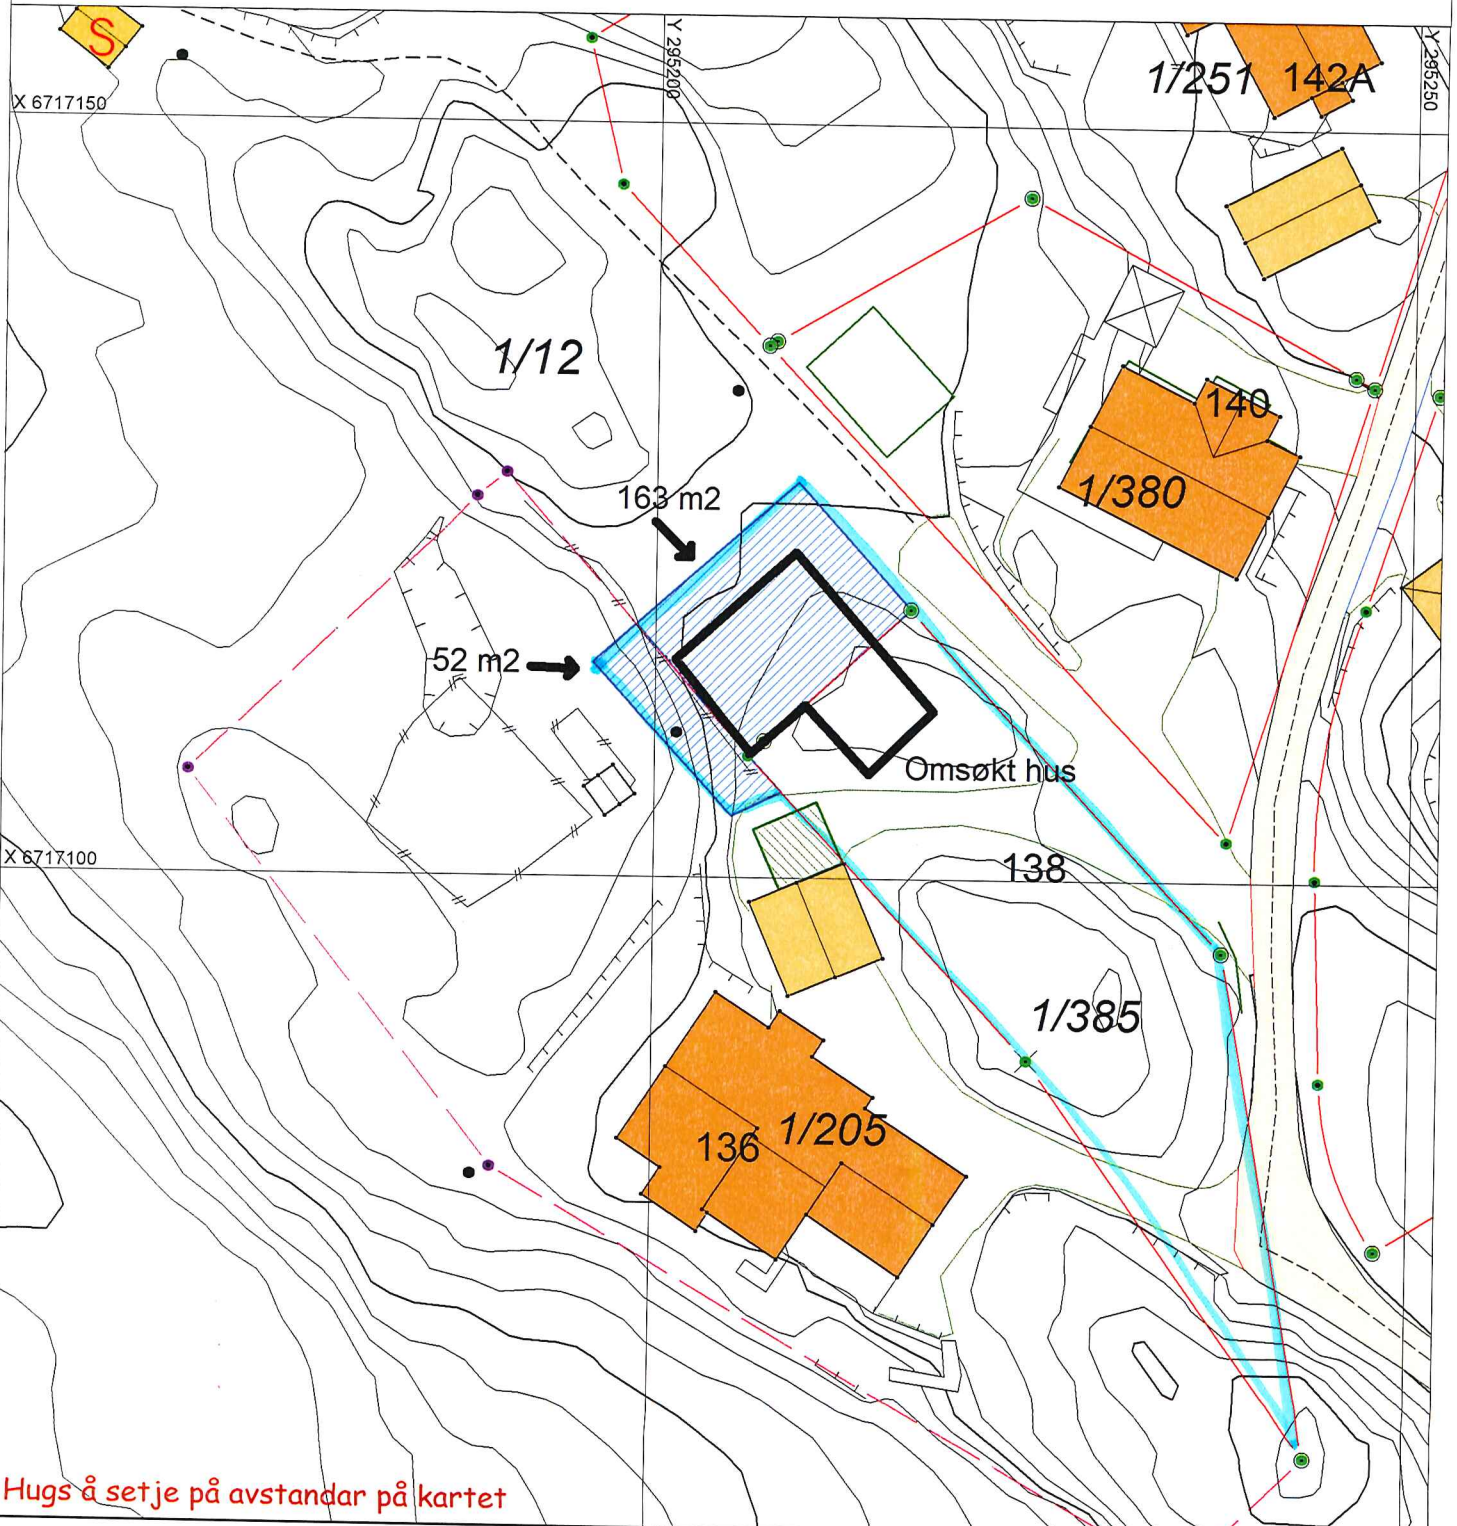 S
Y 295200
Y 295250
1/251 142A
X 6717150
1/12
140
1/380
163 m2
52 m2
Omsøkt hus
X 6717100
138
1/385
136 1/205
Hugs å setje på avstandar på kartet